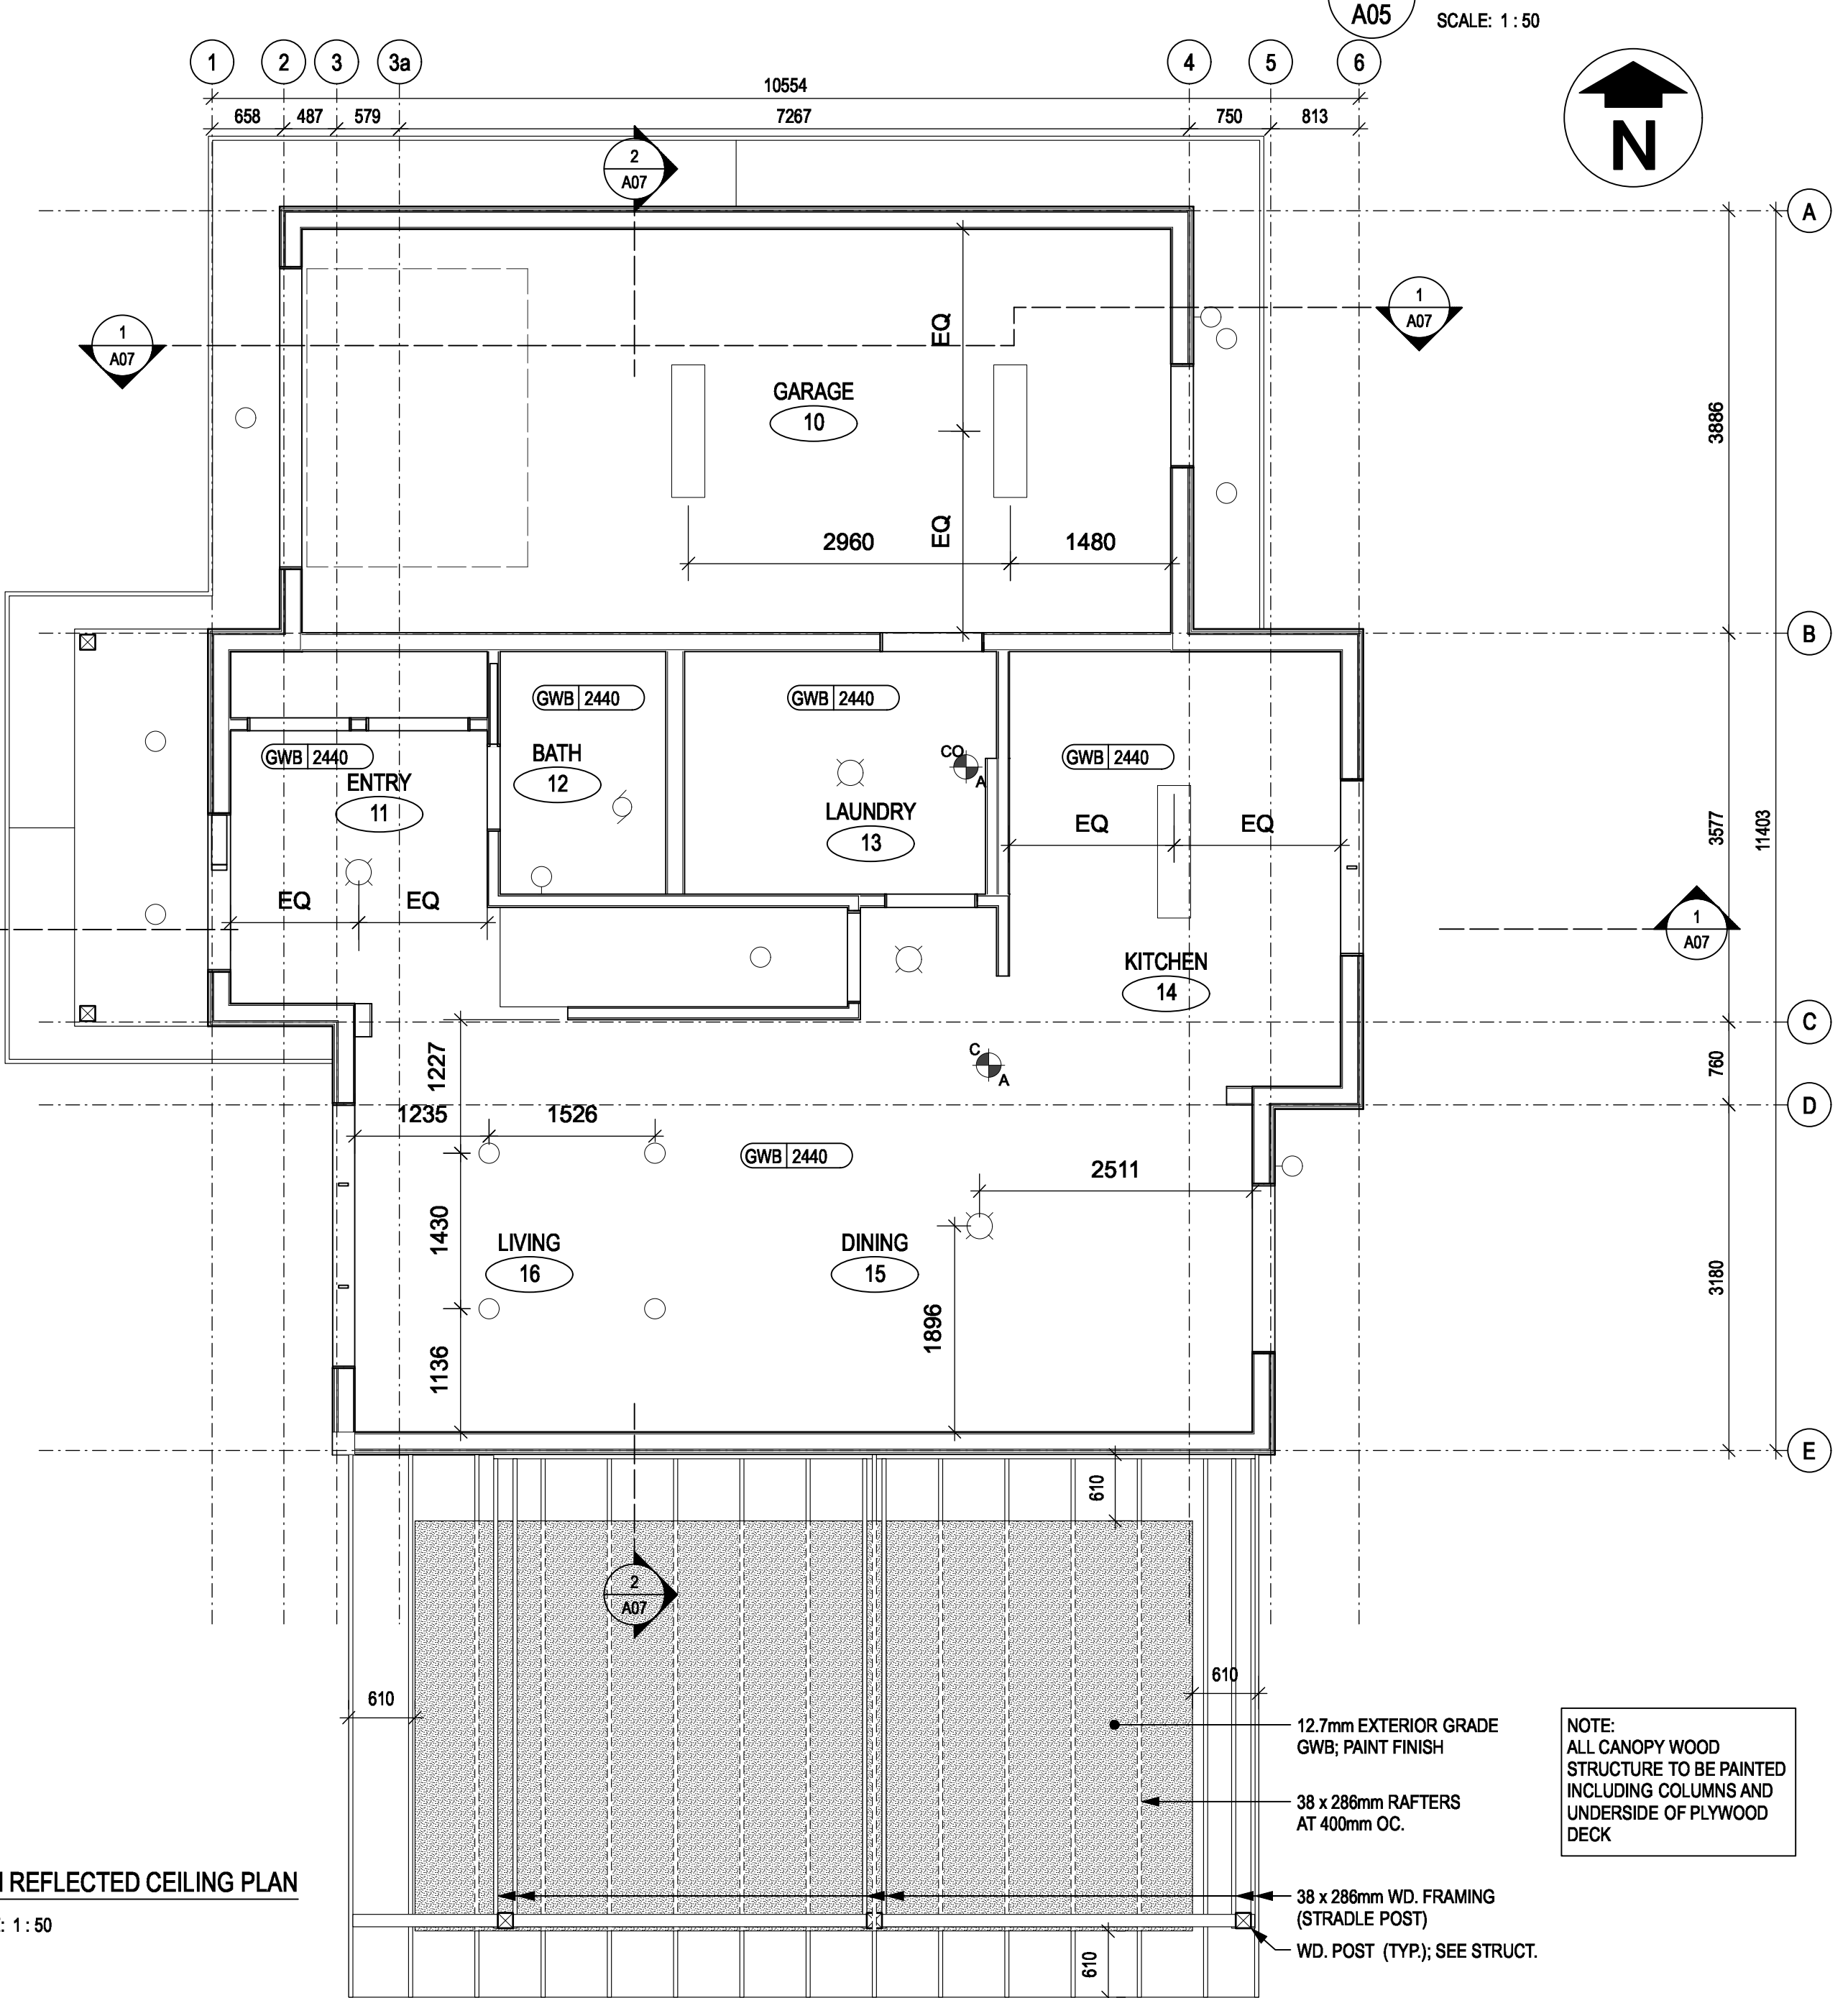 A05
SCALE: 1 : 50
1
2
3
3a
4
5
6
10554
658
487
579
7267
750
813
N
2
A07
A
1
A07
1
A07
EQ
GARAGE
10
3886
EQ
2960
1480
B
GWB 2440
GWB 2440
GWB 2440
GWB 2440
BATH
12
CO
A
ENTRY
11
LAUNDRY
13
EQ
EQ
3577
11403
EQ
EQ
1
A07
KITCHEN
14
C
1227
C
A
760
1235
1526
D
GWB 2440
2511
1430
LIVING
16
DINING
15
3180
1896
1136
E
610
2
A07
610
610
12.7mm EXTERIOR GRADE
GWB; PAINT FINISH
38 x 286mm RAFTERS
AT 400mm OC.
38 x 286mm WD. FRAMING
(STRADLE POST)
WD. POST (TYP.); SEE STRUCT.
610
NOTE:
ALL CANOPY WOOD
STRUCTURE TO BE PAINTED
INCLUDING COLUMNS AND
UNDERSIDE OF PLYWOOD
DECK
REFLECTED CEILING PLAN
: 1 : 50